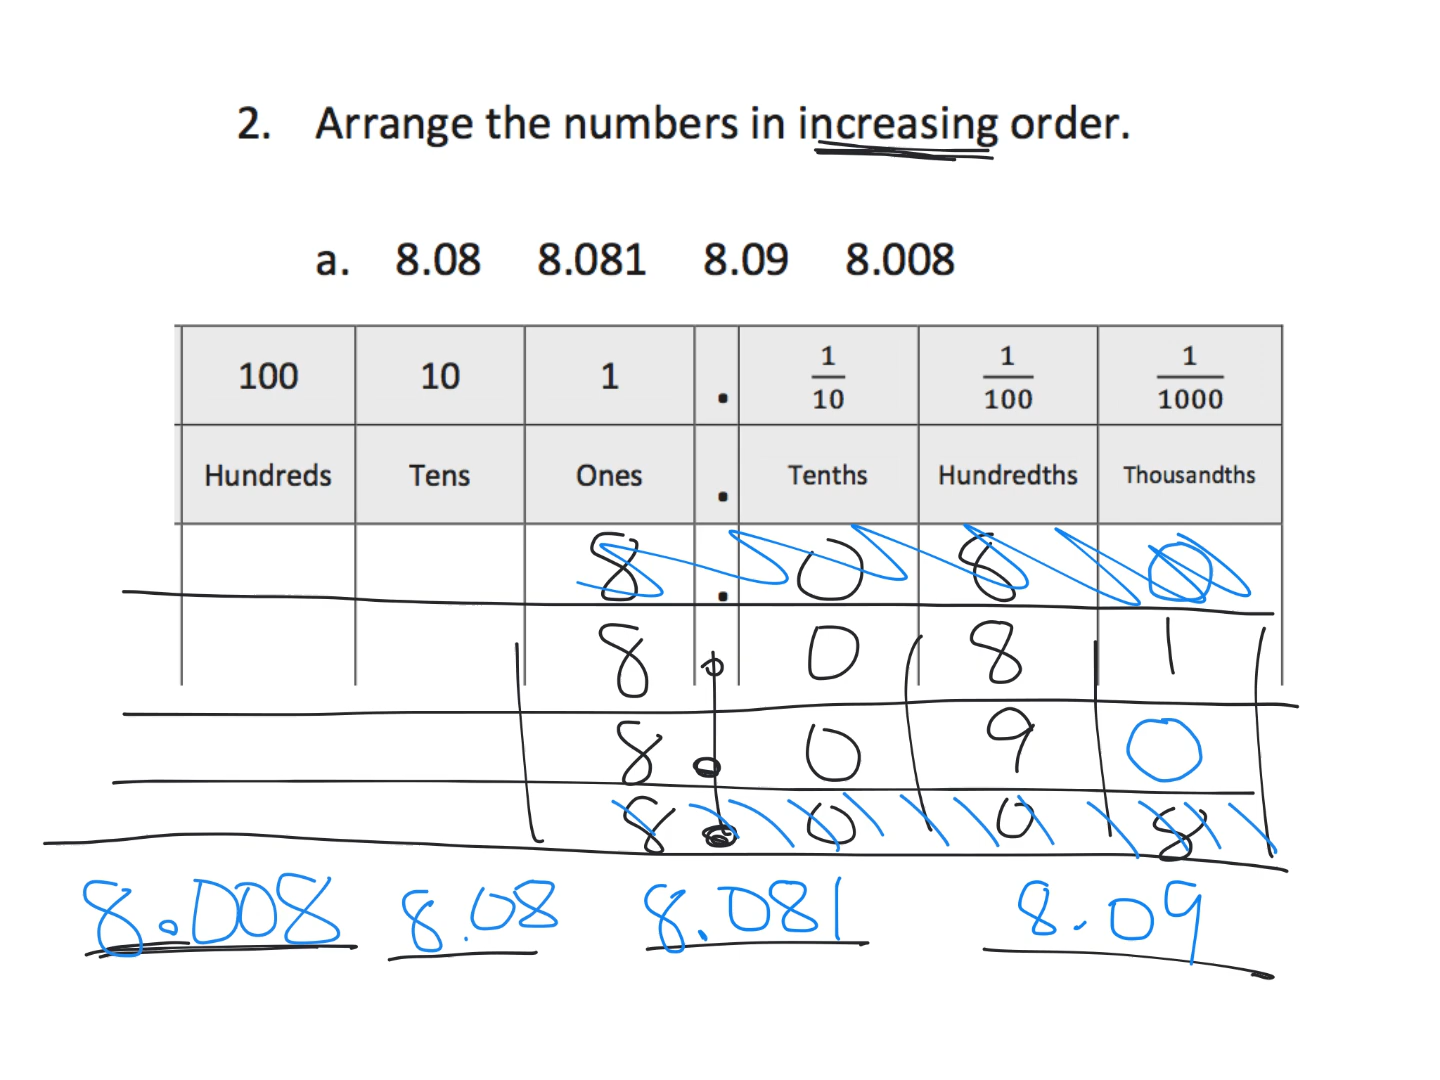 2. Arrange the numbers in increasing order.
a. 8.08 8.081 8.09 8.008
100 10 1 . 1/10 1/100 1/1000
Hundreds Tens Ones . Tenths Hundredths Thousandths
8 . 0 8 0
8 . 0 8 1
8 . 0 9 0
8 . 0 0 8
8.008 8.08 8.081 8.09